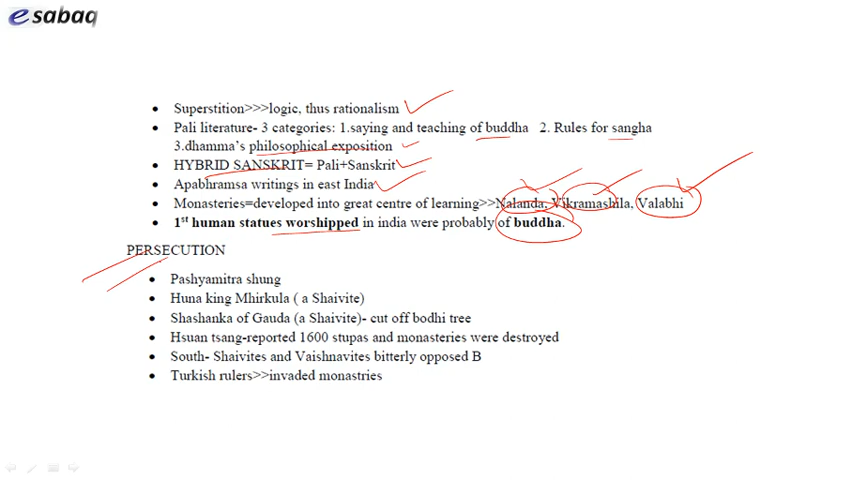 esabaq
• Superstition>>>logic, thus rationalism
• Pali literature- 3 categories: 1.saying and teaching of buddha 2. Rules for sangha
3.dhamma's philosophical exposition
• HYBRID SANSKRIT= Pali+Sanskrit
• Apabhramsa writings in east India
• Monasteries=developed into great centre of learning>>Nalanda, Vikramashila, Valabhi
• 1st human statues worshipped in india were probably of buddha.
PERSECUTION
• Pashyamitra shung
• Huna king Mhirkula ( a Shaivite)
• Shashanka of Gauda (a Shaivite)- cut off bodhi tree
• Hsuan tsang-reported 1600 stupas and monasteries were destroyed
• South- Shaivites and Vaishnavites bitterly opposed B
• Turkish rulers>>invaded monastries